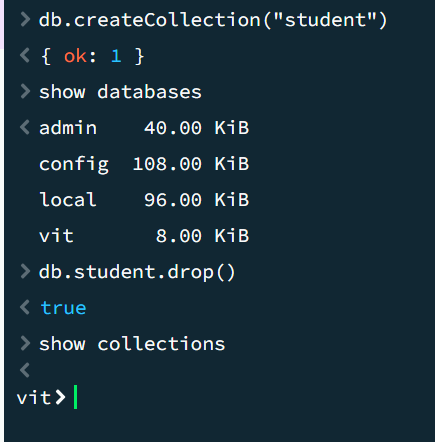 > db.createCollection("student")
< { ok: 1 }
> show databases
< admin 40.00 KiB
config 108.00 KiB
local 96.00 KiB
vit 8.00 KiB
> db.student.drop()
< true
> show collections
<
vit>